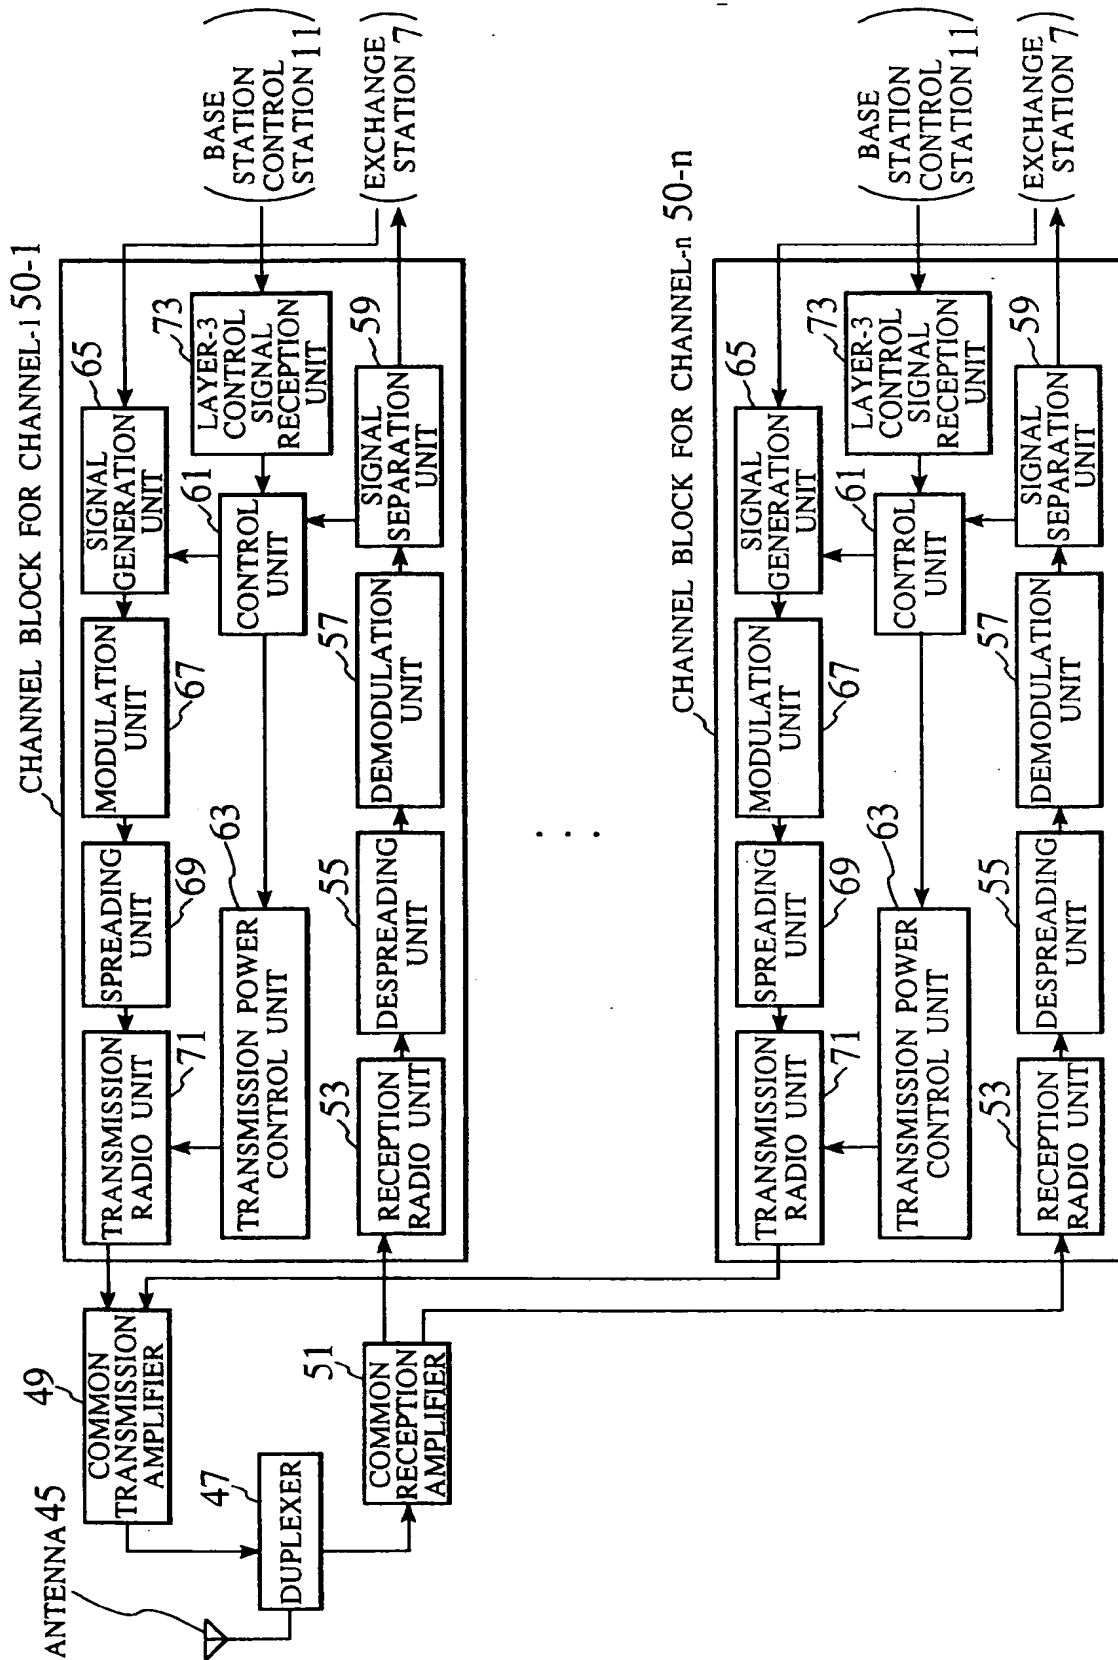 ANTENNA 45
COMMON
TRANSMISSION
AMPLIFIER
49
DUPLEXER
47
COMMON
RECEPTION
AMPLIFIER
51
CHANNEL BLOCK FOR CHANNEL-1 50-1
TRANSMISSION
RADIO UNIT
71
SPREADING
UNIT
69
MODULATION
UNIT
67
SIGNAL
GENERATION
UNIT
65
TRANSMISSION POWER
CONTROL UNIT
63
CONTROL
UNIT
61
LAYER-3
CONTROL
SIGNAL
RECEPTION
UNIT
73
RECEPTION
RADIO UNIT
53
DESPREADING
UNIT
55
DEMODULATION
UNIT
57
SIGNAL
SEPARATION
UNIT
59
(BASE
STATION
CONTROL
STATION 11)
(EXCHANGE
STATION 7)
. . .
CHANNEL BLOCK FOR CHANNEL-n 50-n
TRANSMISSION
RADIO UNIT
71
SPREADING
UNIT
69
MODULATION
UNIT
67
SIGNAL
GENERATION
UNIT
65
TRANSMISSION POWER
CONTROL UNIT
63
CONTROL
UNIT
61
LAYER-3
CONTROL
SIGNAL
RECEPTION
UNIT
73
RECEPTION
RADIO UNIT
53
DESPREADING
UNIT
55
DEMODULATION
UNIT
57
SIGNAL
SEPARATION
UNIT
59
(BASE
STATION
CONTROL
STATION 11)
(EXCHANGE
STATION 7)